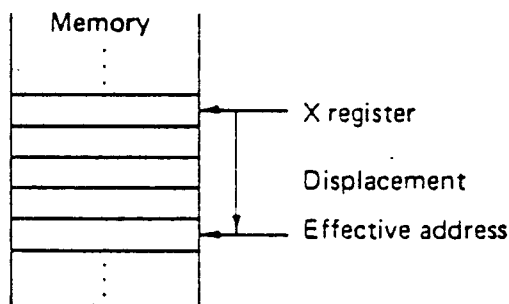 Memory
X register
Displacement
Effective address